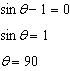 sin θ − 1 = 0
sin θ = 1
θ = 90